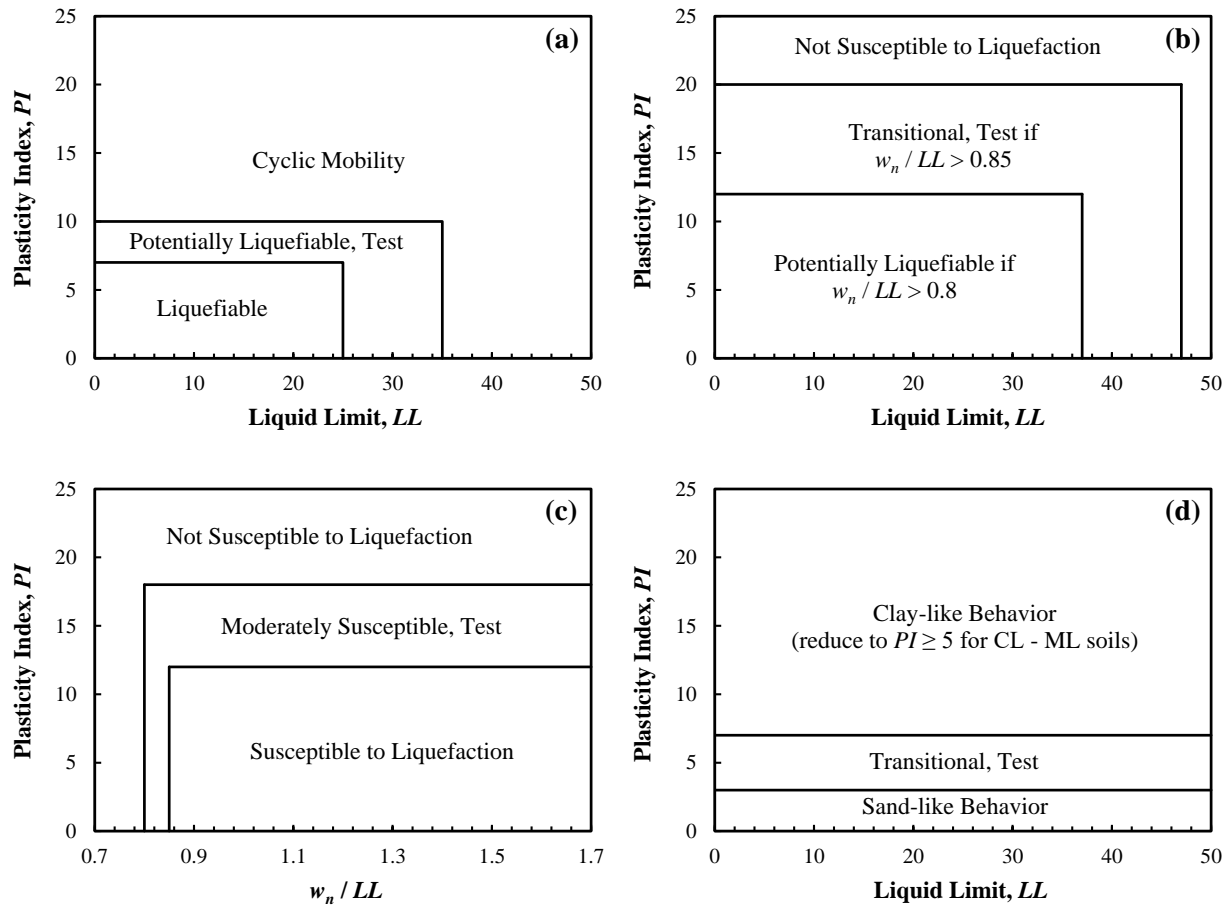 (a)
25
20
15
10
5
0
Plasticity Index, PI
Cyclic Mobility
Potentially Liquefiable, Test
Liquefiable
0 10 20 30 40 50
Liquid Limit, LL
(b)
25
20
15
10
5
0
Plasticity Index, PI
Not Susceptible to Liquefaction
Transitional, Test if
wn / LL > 0.85
Potentially Liquefiable if
wn / LL > 0.8
0 10 20 30 40 50
Liquid Limit, LL
(c)
25
20
15
10
5
0
Plasticity Index, PI
Not Susceptible to Liquefaction
Moderately Susceptible, Test
Susceptible to Liquefaction
0.7 0.9 1.1 1.3 1.5 1.7
wn / LL
(d)
25
20
15
10
5
0
Plasticity Index, PI
Clay-like Behavior
(reduce to PI ≥ 5 for CL - ML soils)
Transitional, Test
Sand-like Behavior
0 10 20 30 40 50
Liquid Limit, LL